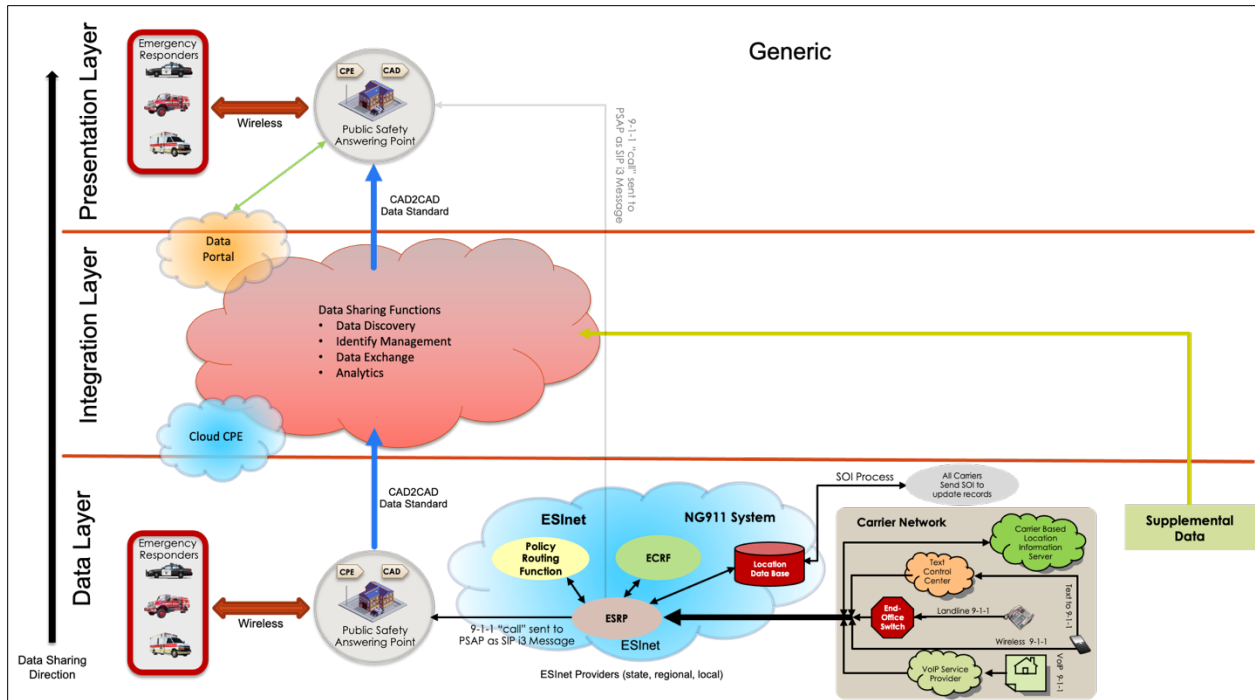 Generic
Presentation Layer
Emergency
Responders
Wireless
CPE
CAD
Public Safety
Answering Point
9-1-1 "call" sent to
PSAP as SIP i3 Message
CAD2CAD
Data Standard
Integration Layer
Data
Portal
Data Sharing Functions
• Data Discovery
• Identify Management
• Data Exchange
• Analytics
Cloud CPE
Data Layer
CAD2CAD
Data Standard
Emergency
Responders
Wireless
CPE
CAD
Public Safety
Answering Point
9-1-1 "call" sent to
PSAP as SIP i3 Message
ESInet
NG911 System
Policy
Routing
Function
ECRF
Location
Data Base
ESRP
ESInet
ESInet Providers (state, regional, local)
SOI Process
All Carriers
Send SOI to
update records
Carrier Network
Carrier Based
Location
Information
Server
Text
Control
Center
Text to 9-1-1
End-
Office
Switch
Landline 9-1-1
Wireless 9-1-1
VoIP Service
Provider
VoIP 9-1-1
Supplemental
Data
Data Sharing
Direction